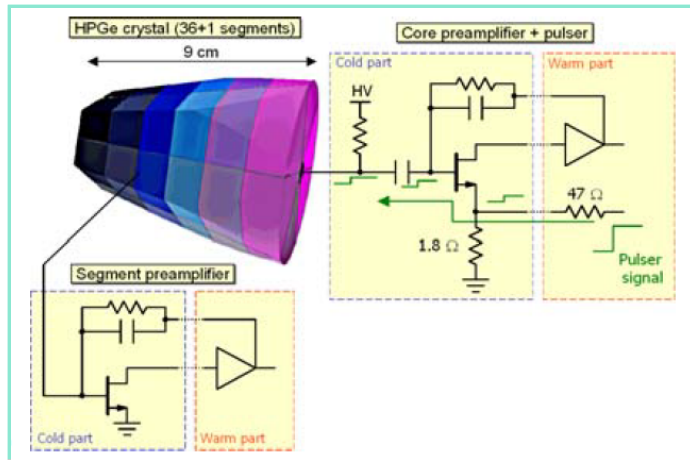 HPGe crystal (36+1 segments)
9 cm
Core preamplifier + pulser
Cold part
Warm part
HV
47 Ω
1.8 Ω
Pulser
signal
Segment preamplifier
Cold part
Warm part